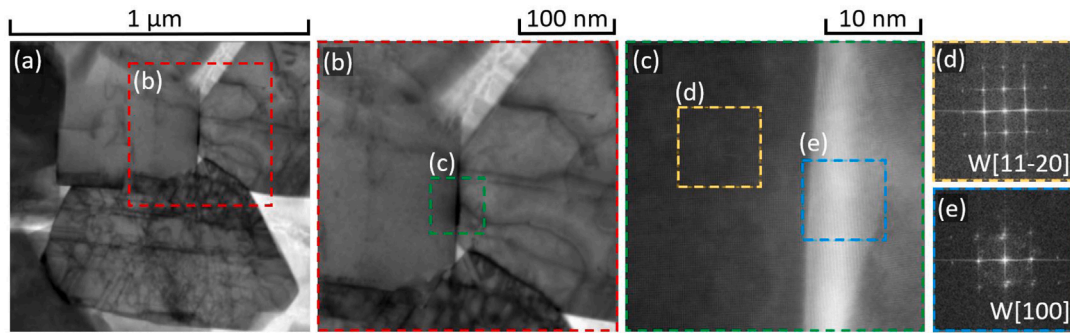 1 µm
100 nm
10 nm
(a)
(b)
(b)
(c)
(c)
(d)
(e)
(d)
W[11-20]
(e)
W[100]